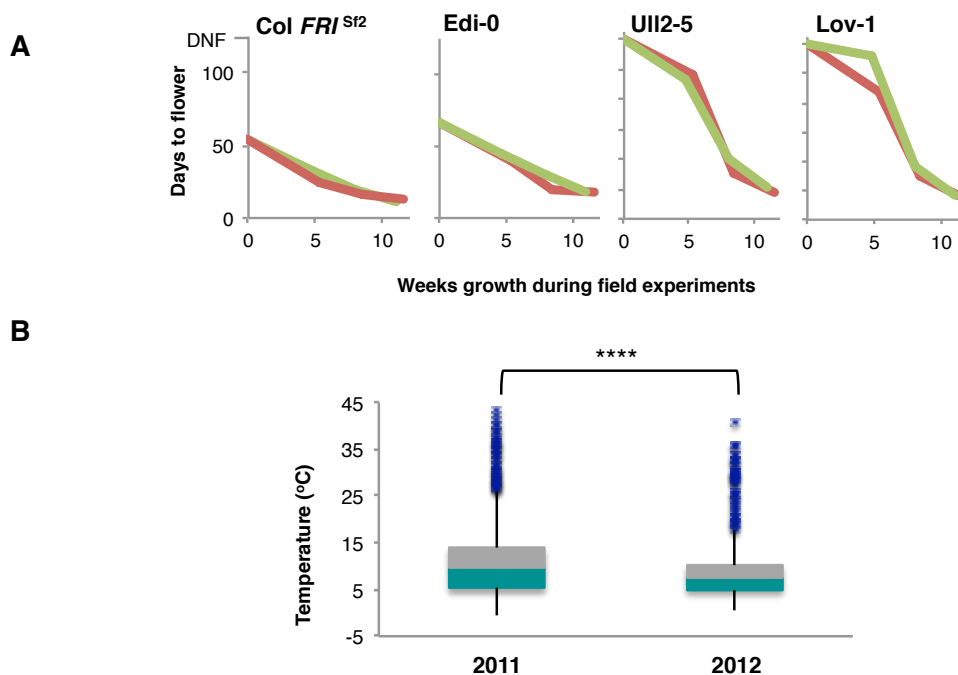 A
Col FRI Sf2
Edi-0
Ull2-5
Lov-1
DNF
100
50
0
Days to flower
0 5 10
0 5 10
0 5 10
0 5 10
Weeks growth during field experiments
B
****
45
35
25
15
5
-5
Temperature (oC)
2011
2012